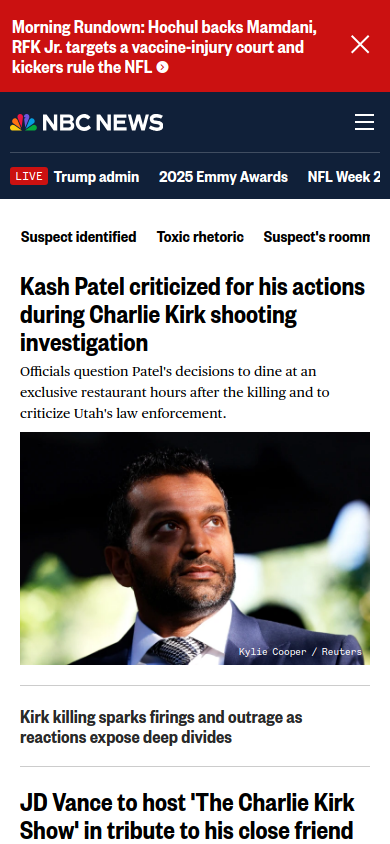 Morning Rundown: Hochul backs Mamdani,
RFK Jr. targets a vaccine-injury court and
kickers rule the NFL
NBC NEWS
LIVE Trump admin 2025 Emmy Awards NFL Week 2
Suspect identified Toxic rhetoric Suspect's
Kash Patel criticized for his actions
during Charlie Kirk shooting
investigation
Officials question Patel's decisions to dine at an
exclusive restaurant hours after the killing and to
criticize Utah's law enforcement.
Kylie Cooper / Reuters
Kirk killing sparks firings and outrage as
reactions expose deep divides
JD Vance to host 'The Charlie Kirk
Show' in tribute to his close friend